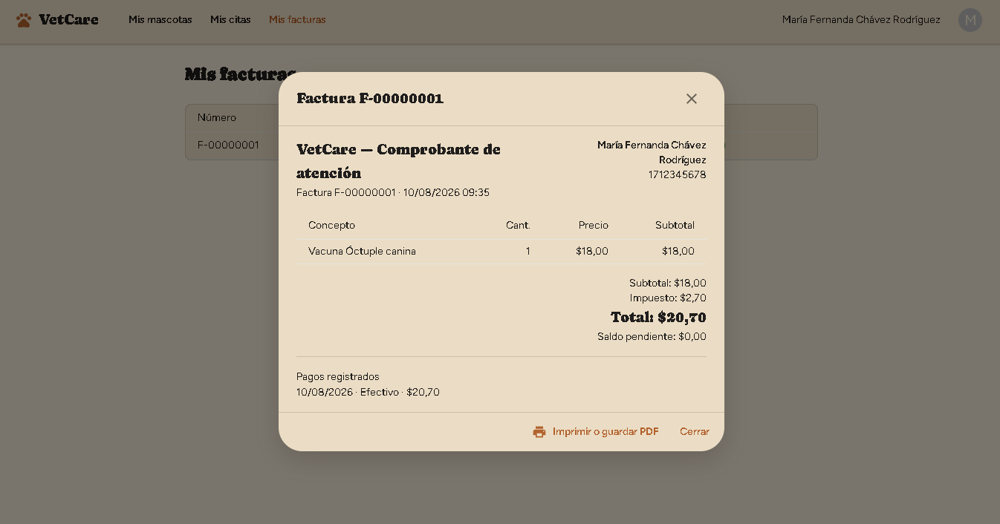 VetCare
Mis mascotas
Mis citas
Mis facturas
María Fernanda Chávez Rodríguez
M
Mis facturas
Número
F-00000001
Factura F-00000001
VetCare — Comprobante de
atención
Factura F-00000001 · 10/08/2026 09:35
María Fernanda Chávez
Rodríguez
1712345678
Concepto Cant. Precio Subtotal
Vacuna Óctuple canina 1 $18,00 $18,00
Subtotal: $18,00
Impuesto: $2,70
Total: $20,70
Saldo pendiente: $0,00
Pagos registrados
10/08/2026 · Efectivo · $20,70
Imprimir o guardar PDF
Cerrar